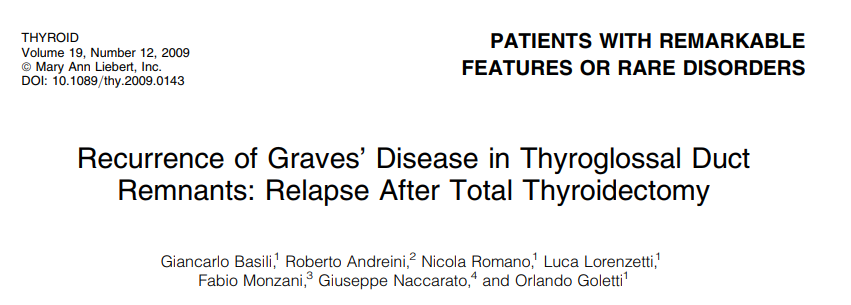 THYROID
Volume 19, Number 12, 2009
© Mary Ann Liebert, Inc.
DOI: 10.1089/thy.2009.0143
PATIENTS WITH REMARKABLE
FEATURES OR RARE DISORDERS
Recurrence of Graves’ Disease in Thyroglossal Duct
Remnants: Relapse After Total Thyroidectomy
Giancarlo Basili,1 Roberto Andreini,2 Nicola Romano,1 Luca Lorenzetti,1
Fabio Monzani,3 Giuseppe Naccarato,4 and Orlando Goletti1